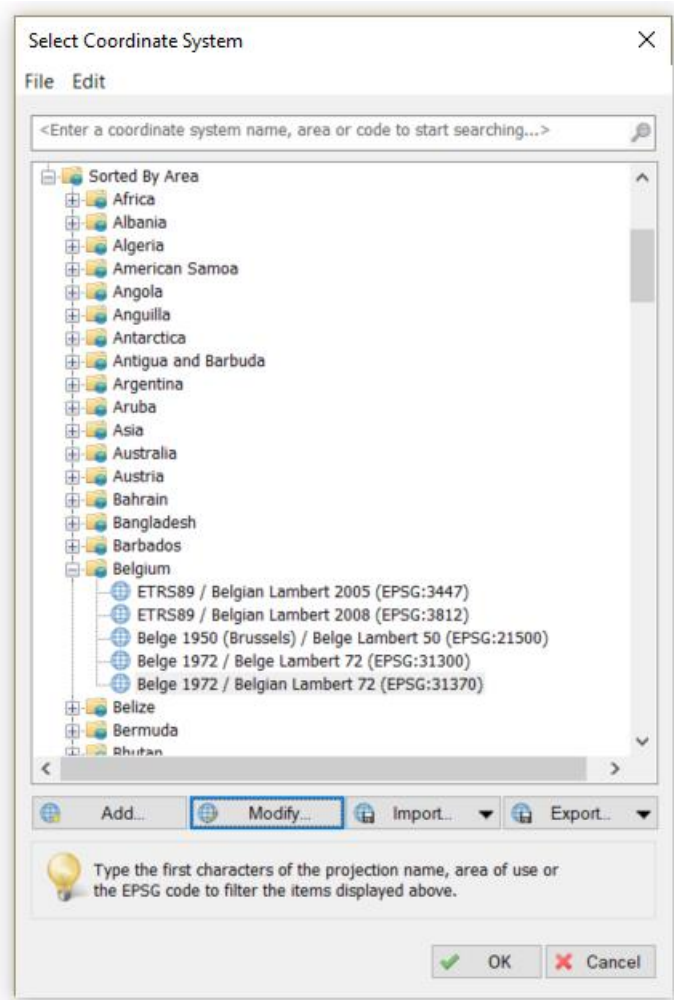 Select Coordinate System
File Edit
<Enter a coordinate system name, area or code to start searching...>
Sorted By Area
Africa
Albania
Algeria
American Samoa
Angola
Anguilla
Antarctica
Antigua and Barbuda
Argentina
Aruba
Asia
Australia
Austria
Bahrain
Bangladesh
Barbados
Belgium
ETRS89 / Belgian Lambert 2005 (EPSG:3447)
ETRS89 / Belgian Lambert 2008 (EPSG:3812)
Belge 1950 (Brussels) / Belge Lambert 50 (EPSG:21500)
Belge 1972 / Belge Lambert 72 (EPSG:31300)
Belge 1972 / Belgian Lambert 72 (EPSG:31370)
Belize
Bermuda
Bhutan
Add... Modify... Import... Export...
Type the first characters of the projection name, area of use or
the EPSG code to filter the items displayed above.
OK Cancel